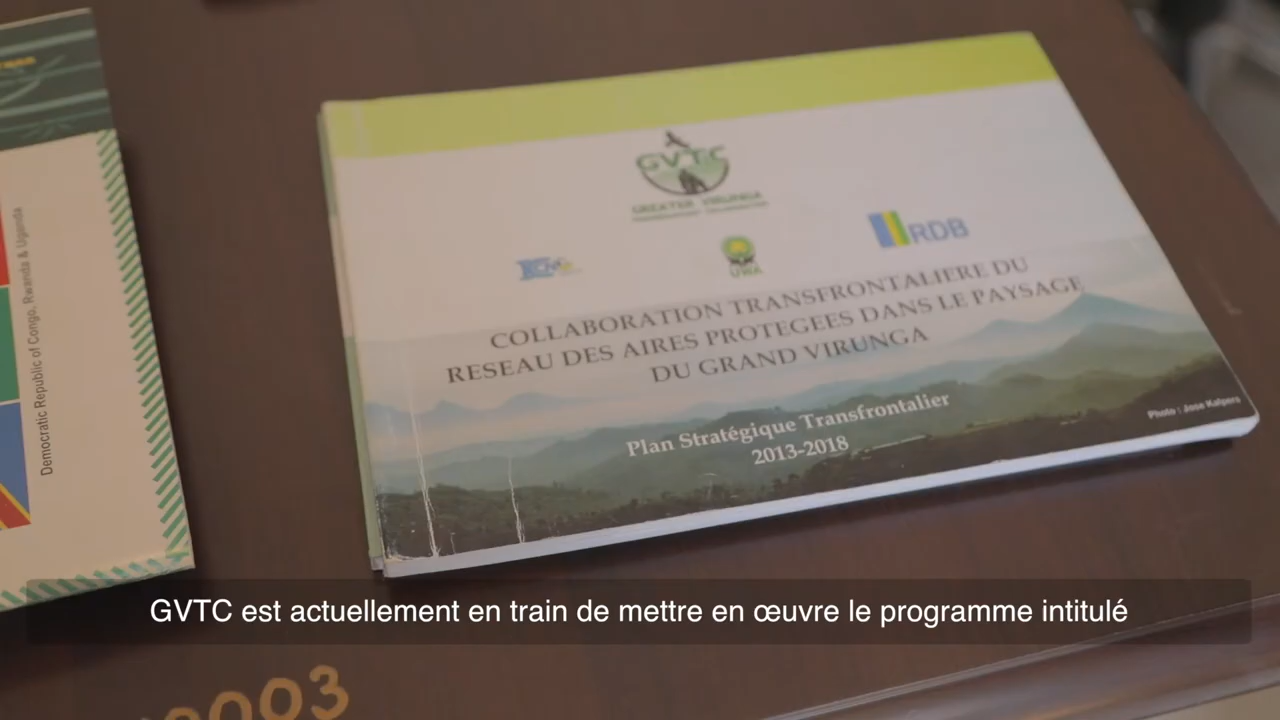 GVTC
GREATER VIRUNGA
UWA
RDB
COLLABORATION TRANSFRONTALIERE DU
RESEAU DES AIRES PROTEGEES DANS LE PAYSAGE
DU GRAND VIRUNGA
Plan Stratégique Transfrontalier
2013-2018
Photo : Jose Kalpers
Democratic Republic of Congo, Rwanda & Uganda
GVTC est actuellement en train de mettre en œuvre le programme intitulé
003